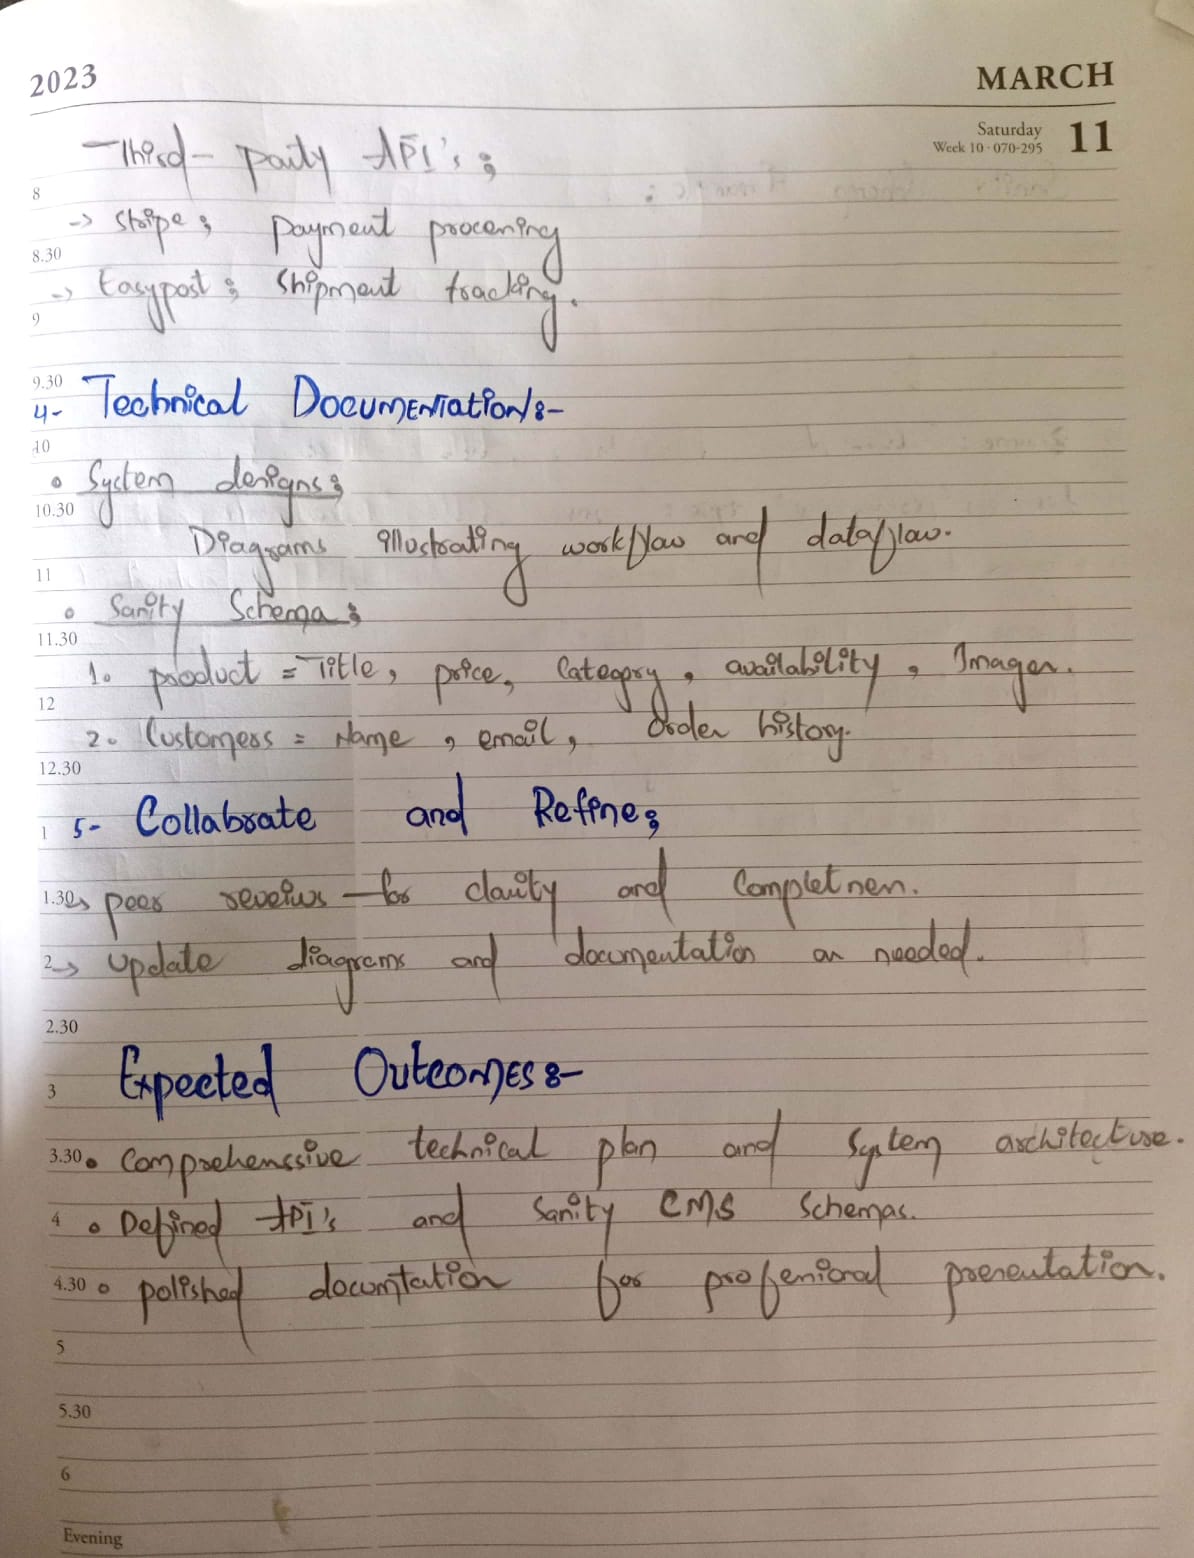 2023
MARCH
Saturday
Week 10 · 070-295
11
Third-party API's:
8
-> Stripe: payment processing
8.30
-> Easypost: Shipment tracking.
9
9.30
4- Technical Documentation:-
10
• System designs:
10.30
Diagrams illustrating workflow and dataflow.
11
• Sanity Schema:
11.30
1. product = Title, price, Category, availability, Images.
12
2. Customers = Name, email, Order history.
12.30
1
5- Collabrate and Refine:
1.30
-> peer reveiws for clarity and Completness.
2
-> update diagrams and documentation as needed.
2.30
Expected Outcomes:-
3
3.30
• Comprehenssive technical plan and System architecture.
4
• Defined API's and Sanity CMS Schemas.
4.30
• polished documtation for professional presentation.
5
5.30
6
Evening